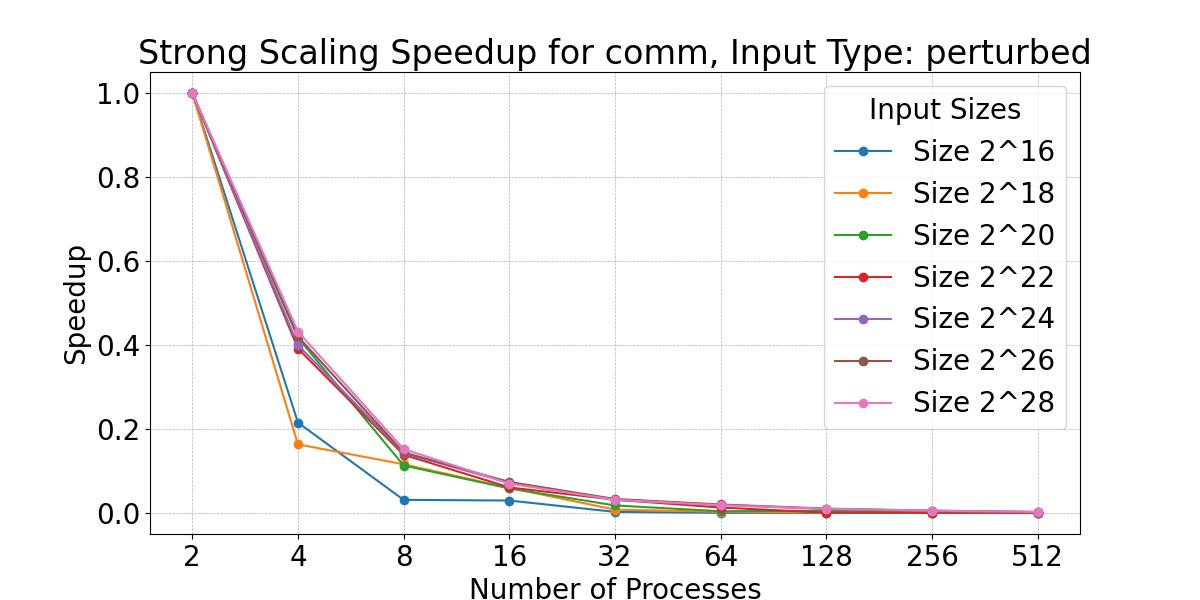 Strong Scaling Speedup for comm, Input Type: perturbed
Speedup
1.0
0.8
0.6
0.4
0.2
0.0
Input Sizes
Size 2^16
Size 2^18
Size 2^20
Size 2^22
Size 2^24
Size 2^26
Size 2^28
2 4 8 16 32 64 128 256 512
Number of Processes